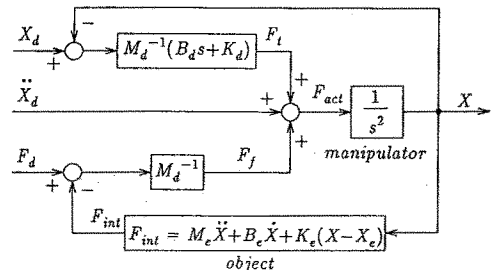 X_d
−
+
M_d⁻¹(B_d s+K_d)
F_t
Ẍ_d
+
+
F_act
1/s²
X
manipulator
F_d
+
−
M_d⁻¹
F_f
+
F_int
F_int = M_e Ẍ + B_e Ẋ + K_e (X−X_e)
object